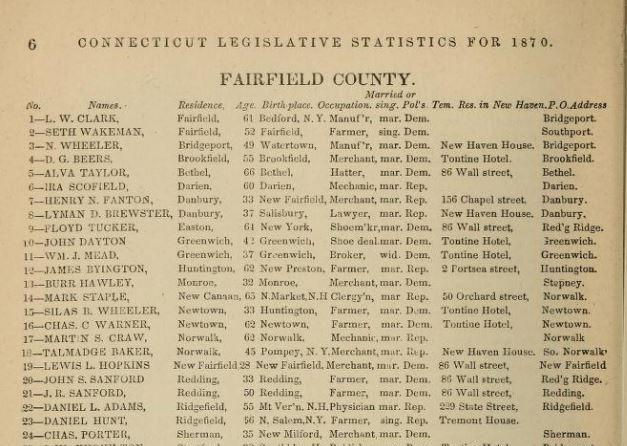 6 CONNECTICUT LEGISLATIVE STATISTICS FOR 1870.
FAIRFIELD COUNTY.
Married or
No. Names. Residence. Age. Birth-place. Occupation. sing. Pol's. Tem. Res. in New Haven. P.O. Address
1—L. W. CLARK, Fairfield, 61 Bedford, N. Y. Manuf'r, mar. Dem. Bridgeport.
2—SETH WAKEMAN, Fairfield, 52 Fairfield, Farmer, sing. Dem. Southport.
3—N. WHEELER, Bridgeport, 49 Watertown, Manuf'r, mar. Dem. New Haven House. Bridgeport.
4—D. G. BEERS, Brookfield, 55 Brookfield, Merchant, mar. Dem. Tontine Hotel. Brookfield.
5—ALVA TAYLOR, Bethel, 66 Bethel, Hatter, mar. Dem. 86 Wall street, Bethel.
6—IRA SCOFIELD, Darien, 60 Darien, Mechanic, mar. Rep. Darien.
7—HENRY N. FANTON, Danbury, 33 New Fairfield, Merchant, mar. Rep. 156 Chapel street. Danbury.
8—LYMAN D. BREWSTER, Danbury, 37 Salisbury, Lawyer, mar. Rep. New Haven House. Danbury,
9—FLOYD TUCKER, Easton, 61 New York, Shoem'kr, mar. Dem. 86 Wall street, Red'g Ridge.
10—JOHN DAYTON Greenwich, Greenwich, Shoe deal. mar. Dem. Tontine Hotel, Greenwich.
11—WM. J. MEAD, Greenwich, 37 Greenwich, Broker, wid. Dem. Tontine Hotel, Greenwich.
12—JAMES BYINGTON, Huntington, 62 New Preston, Farmer, mar. Rep. 2 Portsea street, Huntington.
13—BURR HAWLEY, Monroe, 32 Monroe, Merchant, mar. Dem. Stepney.
14—MARK STAPLE, New Canaan, 65 N.Market, N.H Clergy'n, mar Rep. 50 Orchard street, Norwalk.
15—SILAS B. WHEELER, Newtown, 33 Huntington, Farmer, mar. Dem. Tontine Hotel, Newtown.
16—CHAS. C WARNER, Newtown, 62 Newtown, Farmer, mar. Dem. Tontine Hotel, Newtown.
17—MARTIN S. CRAW, Norwalk, 62 Norwalk, Mechanic, mar. Rep. Norwalk
18—TALMADGE BAKER, Norwalk, 45 Pompey, N. Y. Merchant, mar. Rep. New Haven House. So. Norwalk
19—LEWIS L. HOPKINS New Fairfield 28 New Fairfield, Merchant, mar. Dem. 86 Wall street, New Fairfield
20—JOHN S. SANFORD Redding, 33 Redding, Farmer, mar. Dem. 86 Wall street, Red'g Ridge.
21—J. R. SANFORD, Redding, 50 Redding, Farmer, mar. Dem. 86 Wall street, Redding.
22—DANIEL L. ADAMS, Ridgefield, 55 Mt Ver'n, N.H. Physician mar. Rep. 229 State Street, Ridgefield.
23—DANIEL HUNT, Ridgefield, 56 N. Salem, N.Y. Farmer, sing. Rep. Tremont House.
24—CHAS. PORTER, Sherman, 35 New Milford, Merchant, mar. Dem. Sherman.